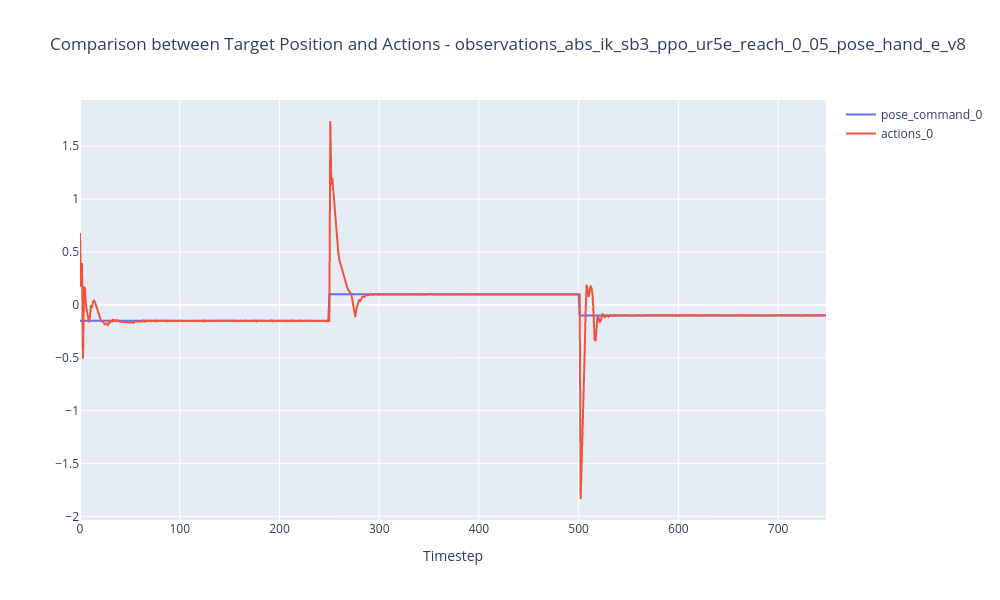 Comparison between Target Position and Actions - observations_abs_ik_sb3_ppo_ur5e_reach_0_05_pose_hand_e_v8
pose_command_0
actions_0
1.5
1
0.5
0
−0.5
−1
−1.5
−2
0 100 200 300 400 500 600 700
Timestep